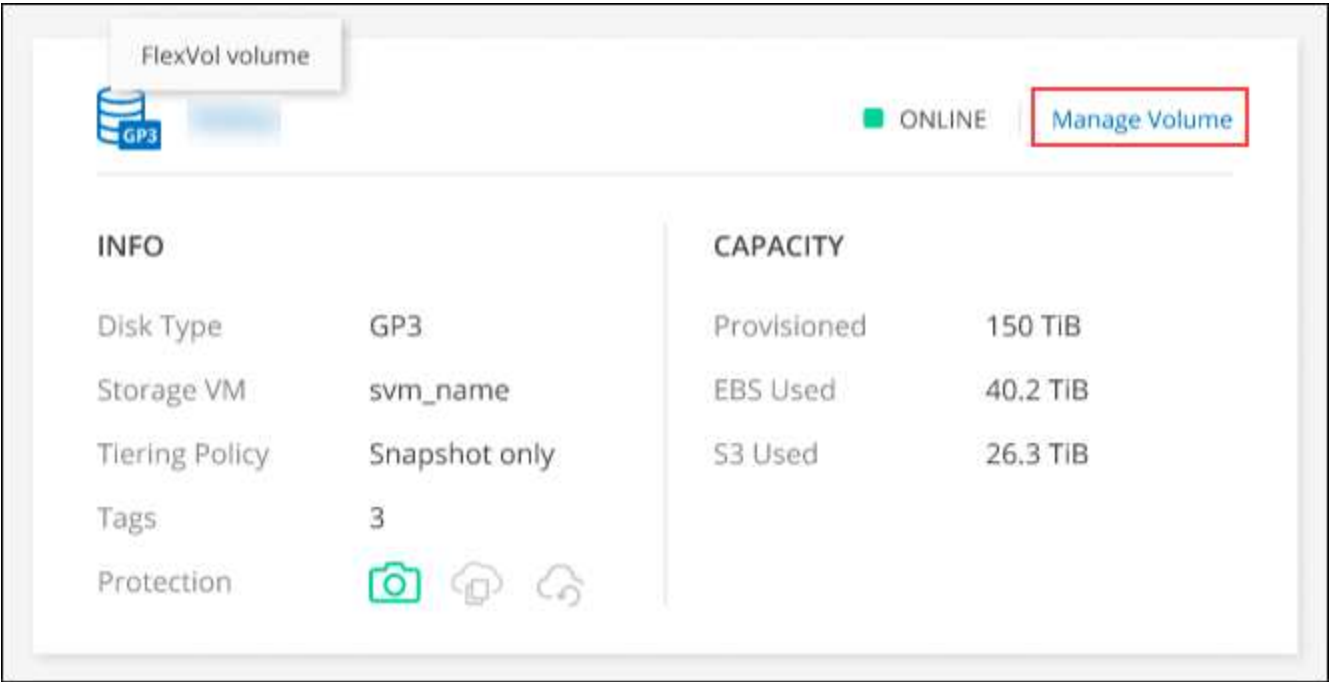 FlexVol volume
GP3
ONLINE
Manage Volume
INFO
Disk Type GP3
Storage VM svm_name
Tiering Policy Snapshot only
Tags 3
Protection
CAPACITY
Provisioned 150 TiB
EBS Used 40.2 TiB
S3 Used 26.3 TiB